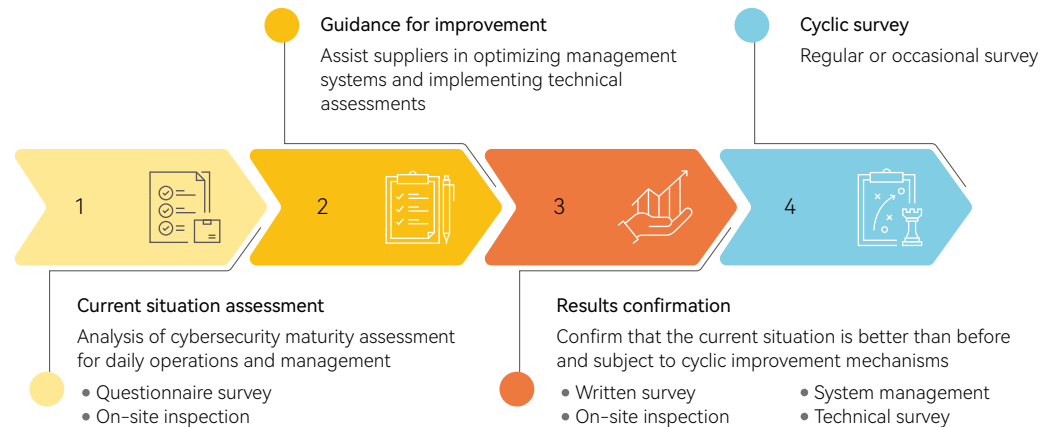 Guidance for improvement
Assist suppliers in optimizing management
systems and implementing technical
assessments
Cyclic survey
Regular or occasional survey
1
2
3
4
Current situation assessment
Analysis of cybersecurity maturity assessment
for daily operations and management
• Questionnaire survey
• On-site inspection
Results confirmation
Confirm that the current situation is better than before
and subject to cyclic improvement mechanisms
• Written survey
• On-site inspection
• System management
• Technical survey